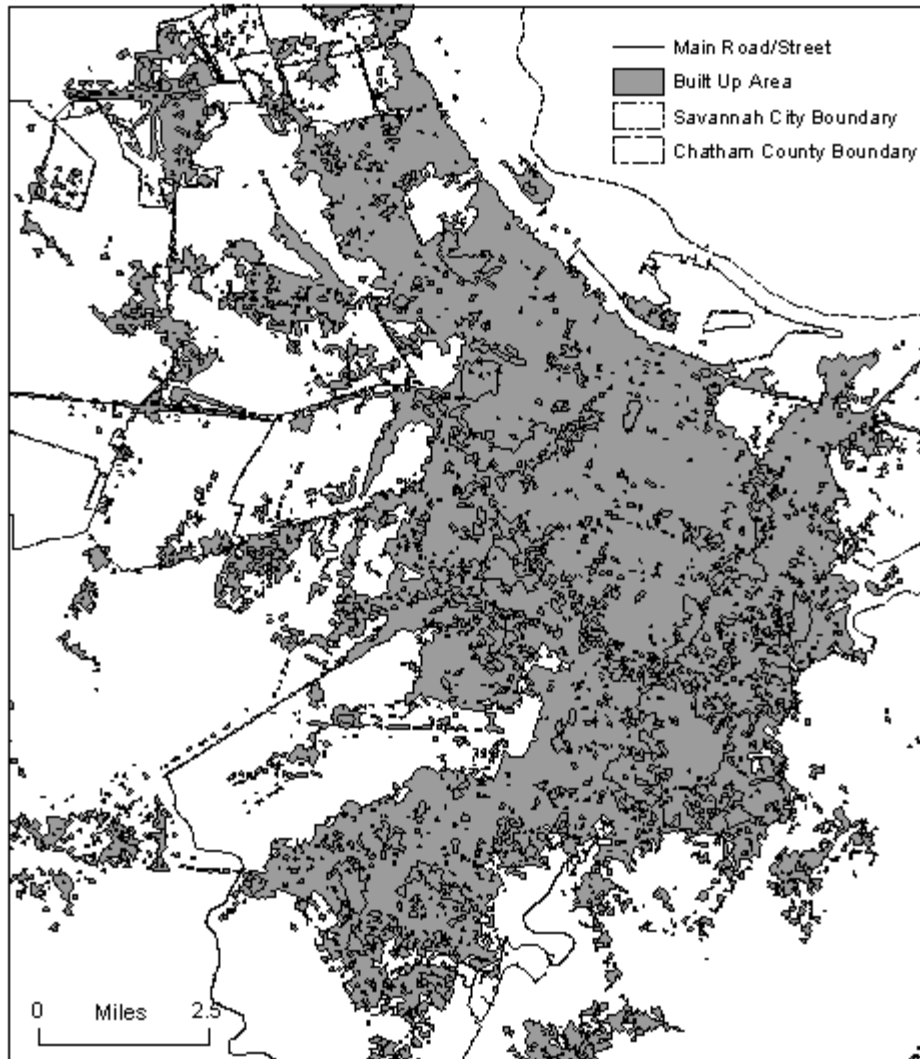 Main Road/Street
Built Up Area
Savannah City Boundary
Chatham County Boundary
0 Miles 2.5